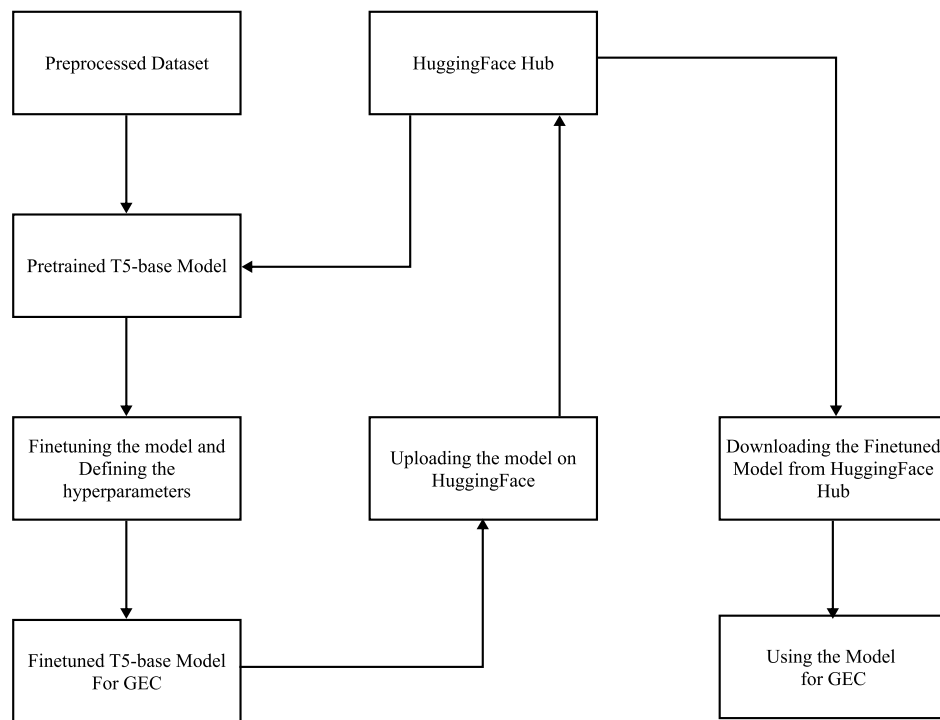 Preprocessed Dataset
HuggingFace Hub
Pretrained T5-base Model
Finetuning the model and
Defining the
hyperparameters
Uploading the model on
HuggingFace
Downloading the Finetuned
Model from HuggingFace
Hub
Finetuned T5-base Model
For GEC
Using the Model
for GEC